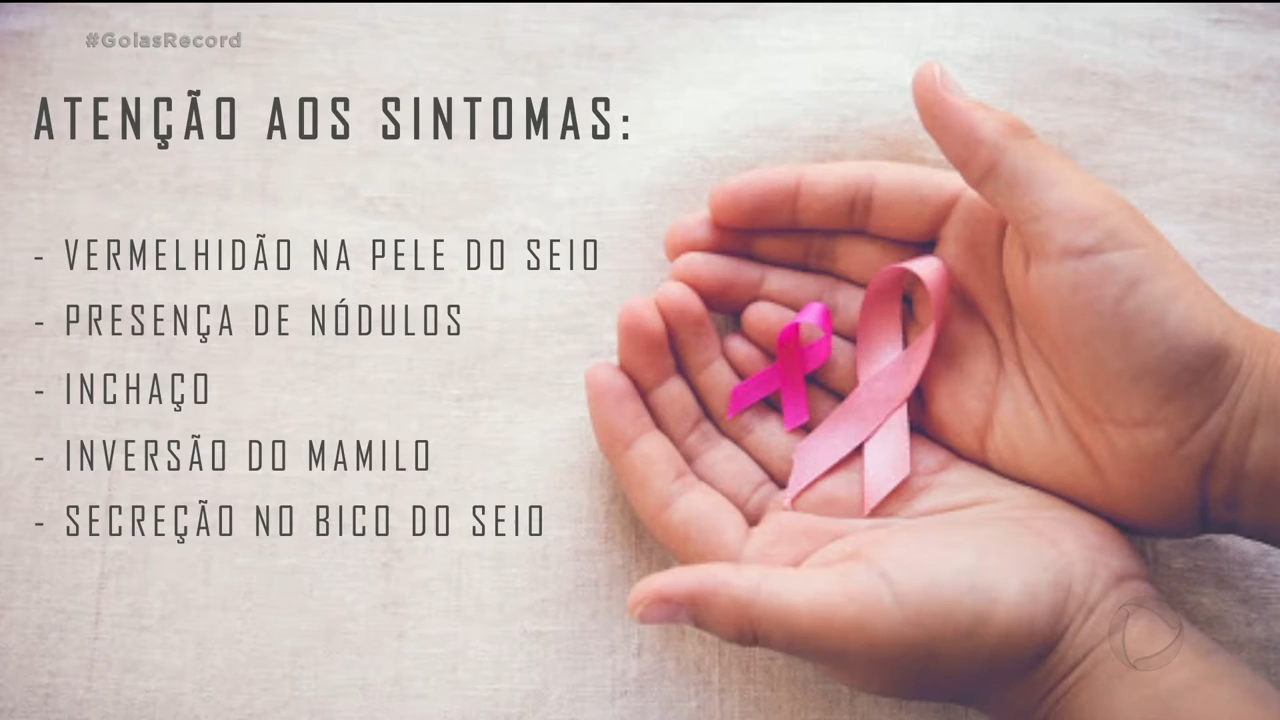 #GoiasRecord
ATENÇÃO AOS SINTOMAS:
- VERMELHIDÃO NA PELE DO SEIO
- PRESENÇA DE NÓDULOS
- INCHAÇO
- INVERSÃO DO MAMILO
- SECREÇÃO NO BICO DO SEIO